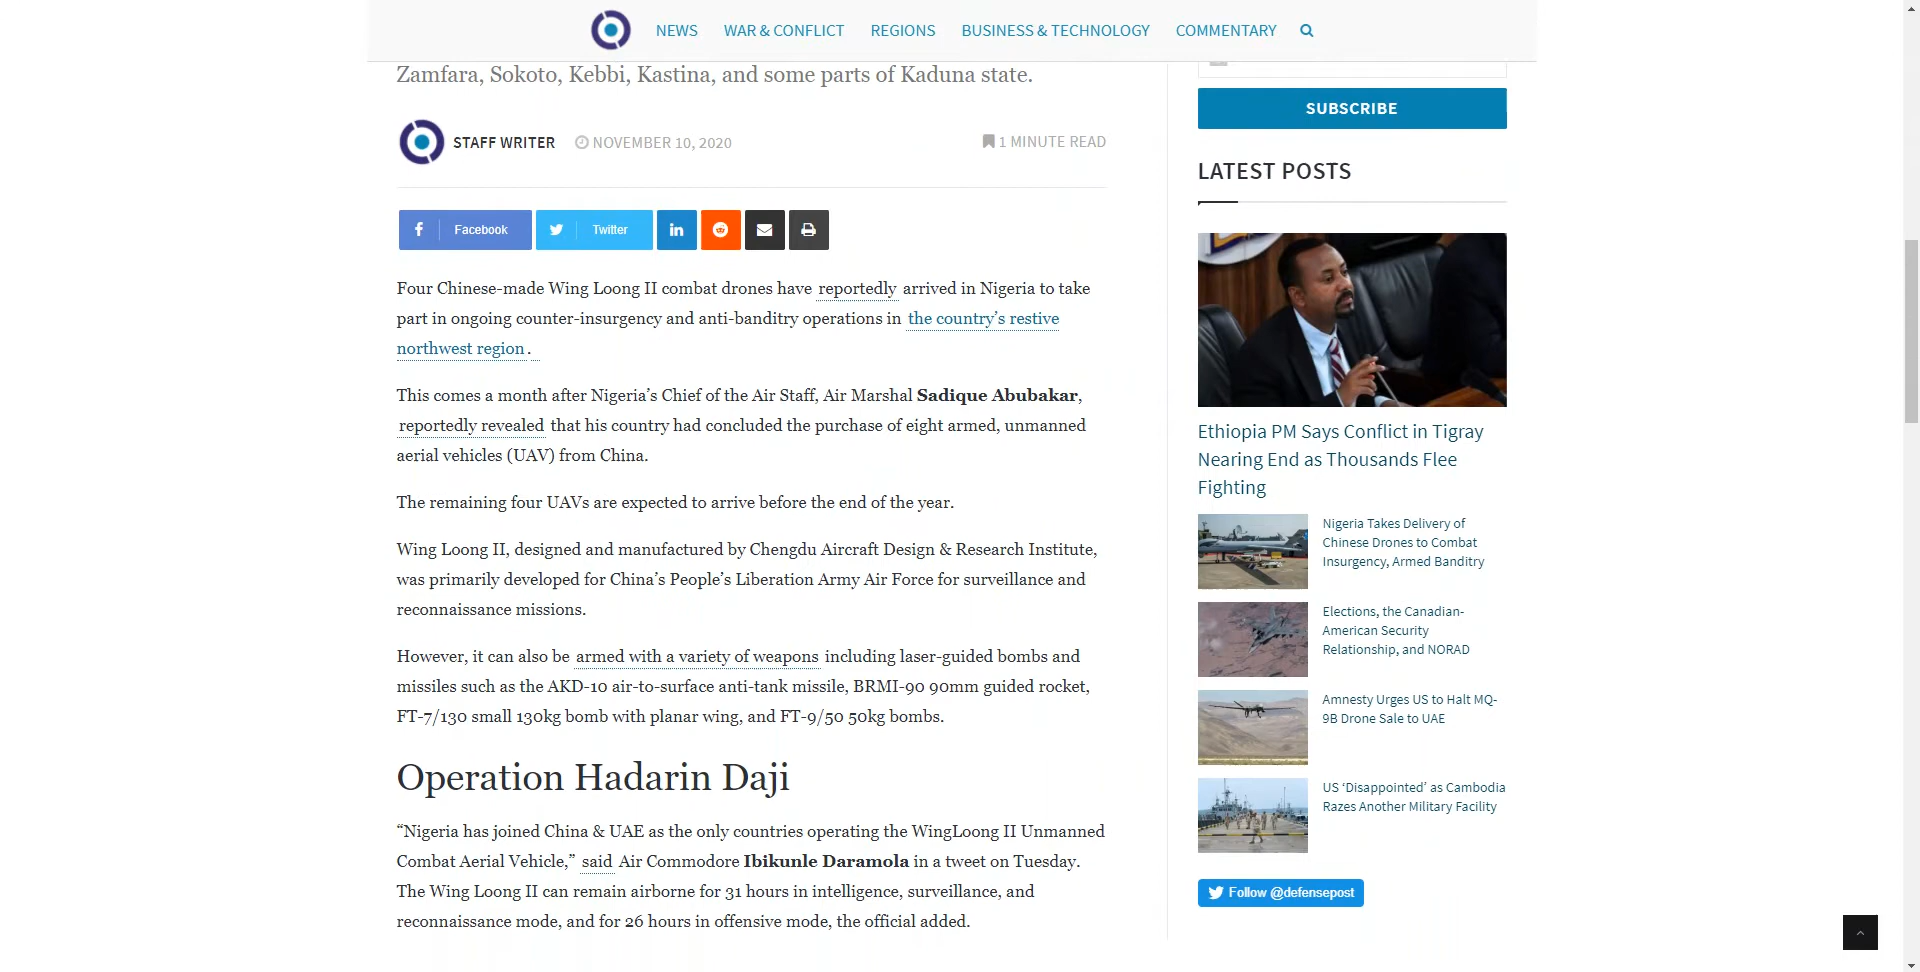 NEWS
WAR & CONFLICT
REGIONS
BUSINESS & TECHNOLOGY
COMMENTARY
Zamfara, Sokoto, Kebbi, Kastina, and some parts of Kaduna state.
STAFF WRITER
NOVEMBER 10, 2020
1 MINUTE READ
Facebook
Twitter
Four Chinese-made Wing Loong II combat drones have reportedly arrived in Nigeria to take
part in ongoing counter-insurgency and anti-banditry operations in the country’s restive
northwest region.
This comes a month after Nigeria’s Chief of the Air Staff, Air Marshal Sadique Abubakar,
reportedly revealed that his country had concluded the purchase of eight armed, unmanned
aerial vehicles (UAV) from China.
The remaining four UAVs are expected to arrive before the end of the year.
Wing Loong II, designed and manufactured by Chengdu Aircraft Design & Research Institute,
was primarily developed for China’s People’s Liberation Army Air Force for surveillance and
reconnaissance missions.
However, it can also be armed with a variety of weapons including laser-guided bombs and
missiles such as the AKD-10 air-to-surface anti-tank missile, BRMI-90 90mm guided rocket,
FT-7/130 small 130kg bomb with planar wing, and FT-9/50 50kg bombs.
Operation Hadarin Daji
“Nigeria has joined China & UAE as the only countries operating the WingLoong II Unmanned
Combat Aerial Vehicle,” said Air Commodore Ibikunle Daramola in a tweet on Tuesday.
The Wing Loong II can remain airborne for 31 hours in intelligence, surveillance, and
reconnaissance mode, and for 26 hours in offensive mode, the official added.
SUBSCRIBE
LATEST POSTS
Ethiopia PM Says Conflict in Tigray
Nearing End as Thousands Flee
Fighting
Nigeria Takes Delivery of
Chinese Drones to Combat
Insurgency, Armed Banditry
Elections, the Canadian-
American Security
Relationship, and NORAD
Amnesty Urges US to Halt MQ-
9B Drone Sale to UAE
US ‘Disappointed’ as Cambodia
Razes Another Military Facility
Follow @defensepost